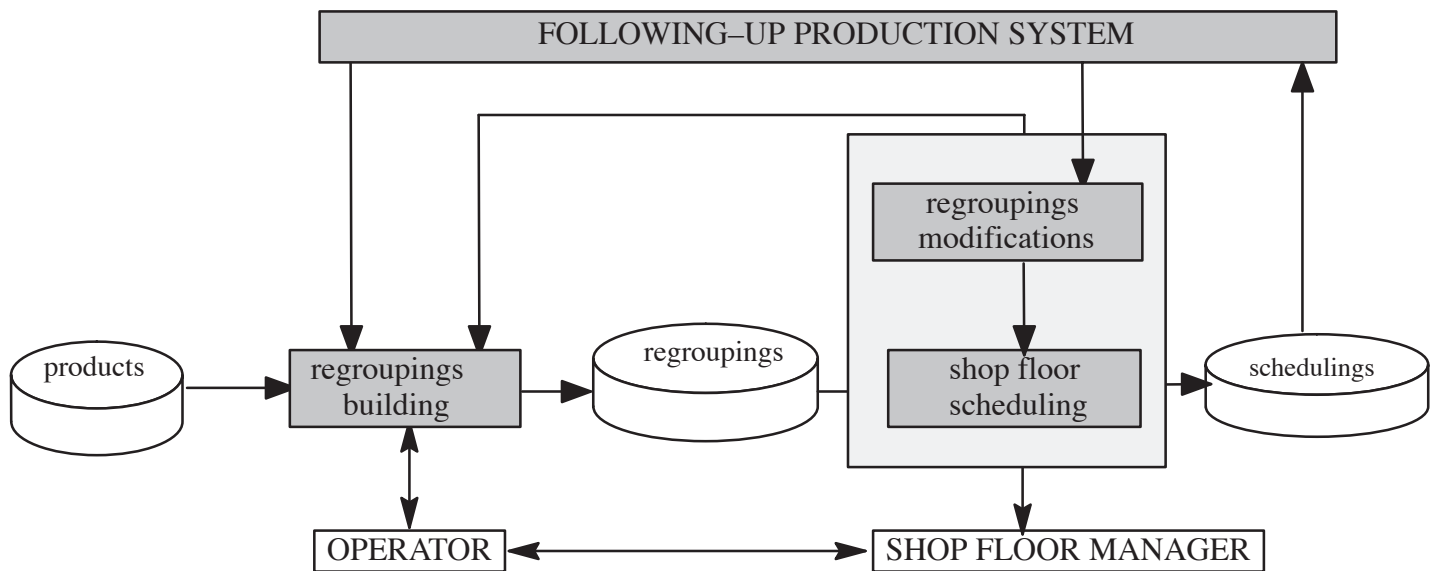 FOLLOWING–UP PRODUCTION SYSTEM
regroupings
modifications
products
regroupings
building
regroupings
shop floor
scheduling
schedulings
OPERATOR
SHOP FLOOR MANAGER